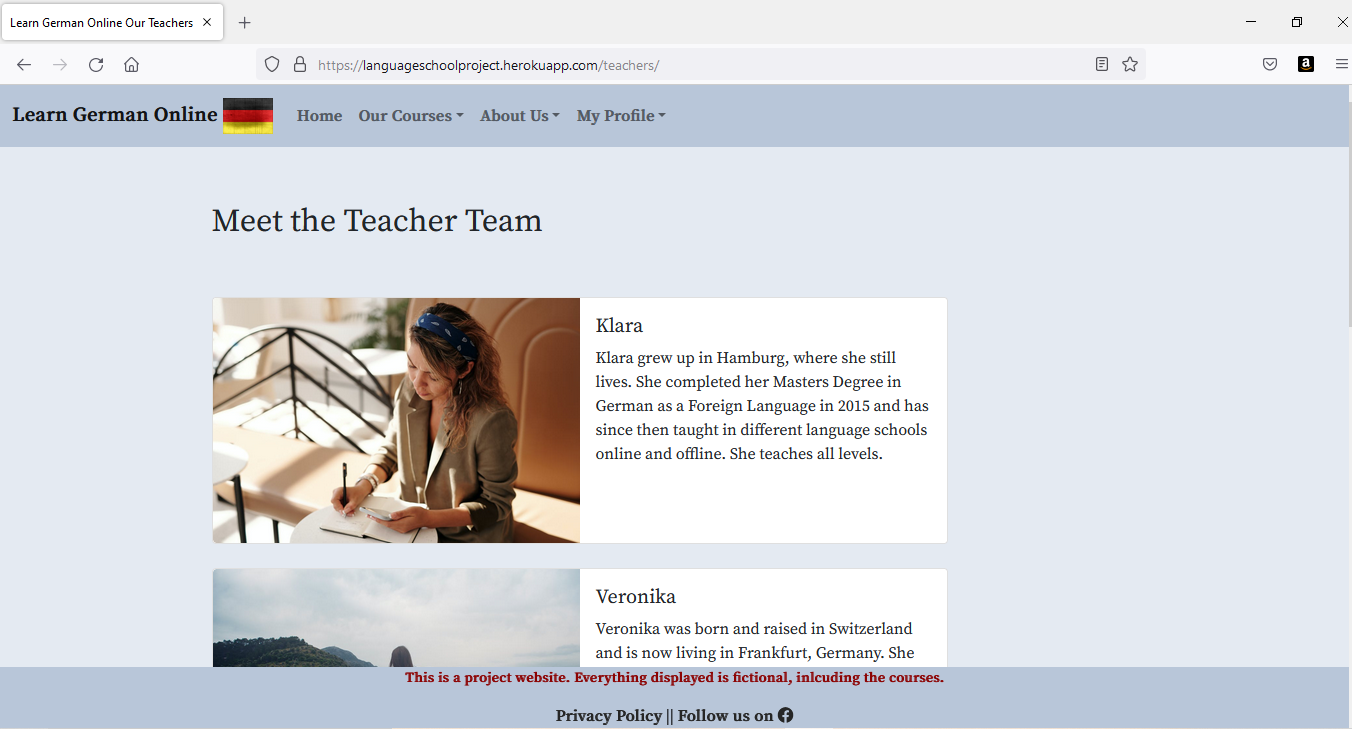 Learn German Online Our Teachers
https://languageschoolproject.herokuapp.com/teachers/
a
Learn German Online Home Our Courses About Us My Profile
Meet the Teacher Team
Klara
Klara grew up in Hamburg, where she still
lives. She completed her Masters Degree in
German as a Foreign Language in 2015 and has
since then taught in different language schools
online and offline. She teaches all levels.
Veronika
Veronika was born and raised in Switzerland
and is now living in Frankfurt, Germany. She
This is a project website. Everything displayed is fictional, inlcuding the courses.
Privacy Policy || Follow us on